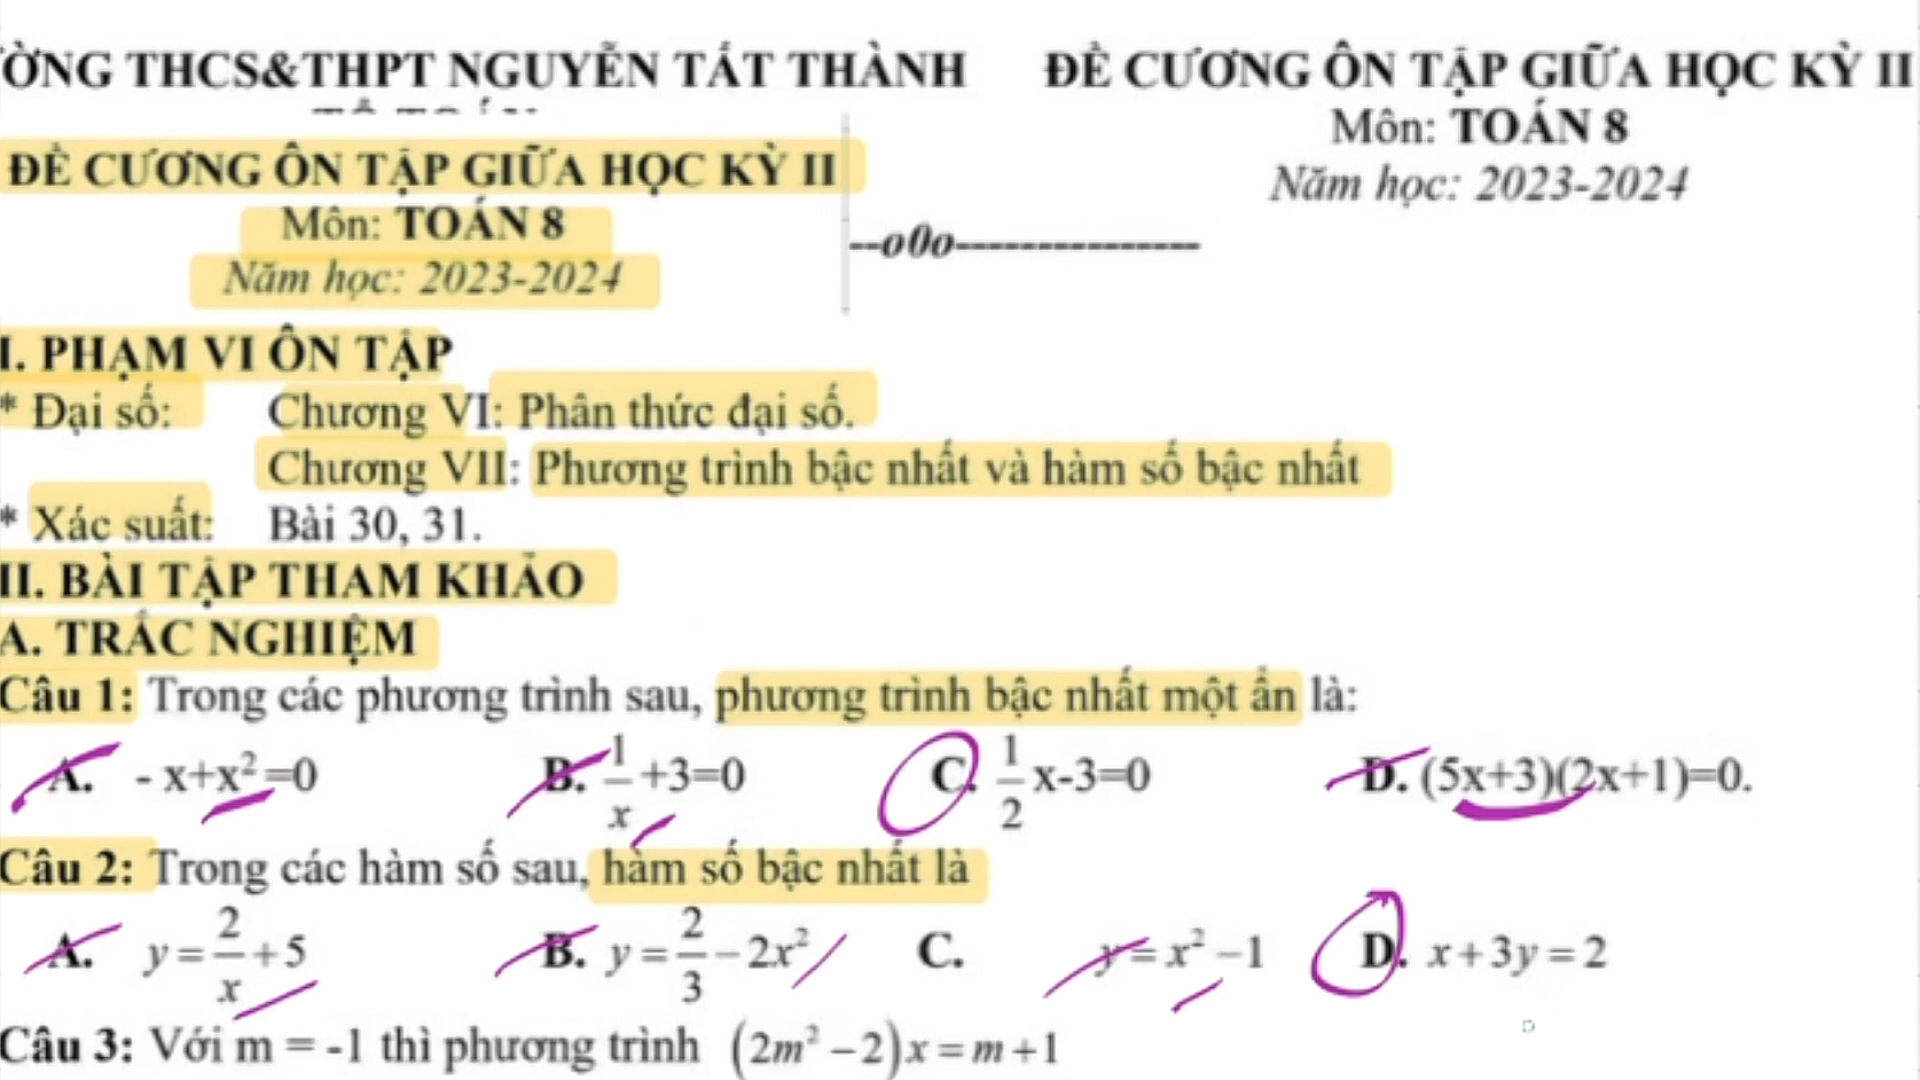 ỜNG THCS&THPT NGUYỄN TẤT THÀNH
ĐỀ CƯƠNG ÔN TẬP GIỮA HỌC KỲ II
Môn: TOÁN 8
Năm học: 2023-2024
ĐỀ CƯƠNG ÔN TẬP GIỮA HỌC KỲ II
Môn: TOÁN 8
Năm học: 2023-2024
--o0o---------------
I. PHẠM VI ÔN TẬP
* Đại số: Chương VI: Phân thức đại số.
Chương VII: Phương trình bậc nhất và hàm số bậc nhất
* Xác suất: Bài 30, 31.
II. BÀI TẬP THAM KHẢO
A. TRẮC NGHIỆM
Câu 1: Trong các phương trình sau, phương trình bậc nhất một ẩn là:
A. - x+x²=0 B. 1/x +3=0 C. 1/2 x-3=0 D. (5x+3)(2x+1)=0.
Câu 2: Trong các hàm số sau, hàm số bậc nhất là
A. y = 2/x + 5 B. y = 2/3 − 2x² C. y = x² − 1 D. x + 3y = 2
Câu 3: Với m = -1 thì phương trình (2m² − 2)x = m + 1